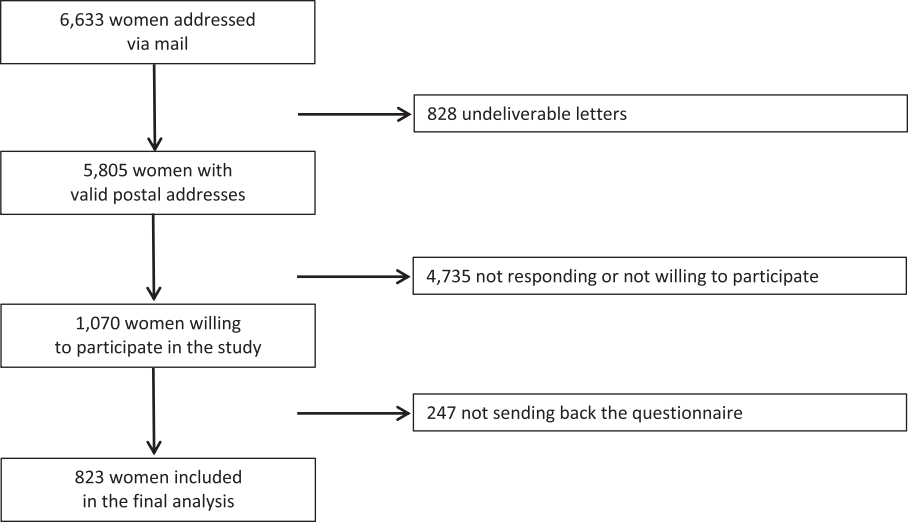 6,633 women addressed
via mail
828 undeliverable letters
5,805 women with
valid postal addresses
4,735 not responding or not willing to participate
1,070 women willing
to participate in the study
247 not sending back the questionnaire
823 women included
in the final analysis